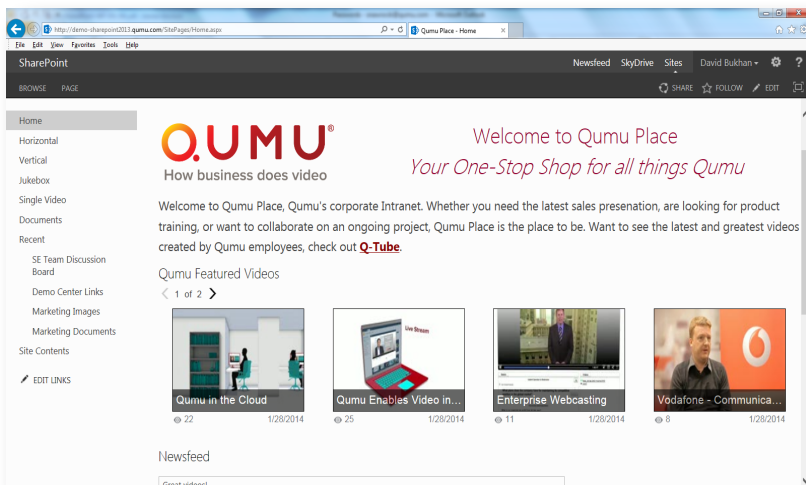 http://demo-sharepoint2013.qumu.com/SitePages/Home.aspx
Qumu Place - Home
File Edit View Favorites Tools Help
SharePoint
Newsfeed SkyDrive Sites David Bukhan ?
BROWSE PAGE
SHARE FOLLOW EDIT
Home
Horizontal
Vertical
Jukebox
Single Video
Documents
Recent
SE Team Discussion
Board
Demo Center Links
Marketing Images
Marketing Documents
Site Contents
EDIT LINKS
QUMU®
How business does video
Welcome to Qumu Place
Your One-Stop Shop for all things Qumu
Welcome to Qumu Place, Qumu's corporate Intranet. Whether you need the latest sales presenation, are looking for product
training, or want to collaborate on an ongoing project, Qumu Place is the place to be. Want to see the latest and greatest videos
created by Qumu employees, check out Q-Tube.
Qumu Featured Videos
1 of 2
Live Stream
Qumu in the Cloud
Qumu Enables Video in...
Enterprise Webcasting
Vodafone - Communica...
22 1/28/2014
25 1/28/2014
11 1/28/2014
8 1/28/2014
Newsfeed
Great videos!